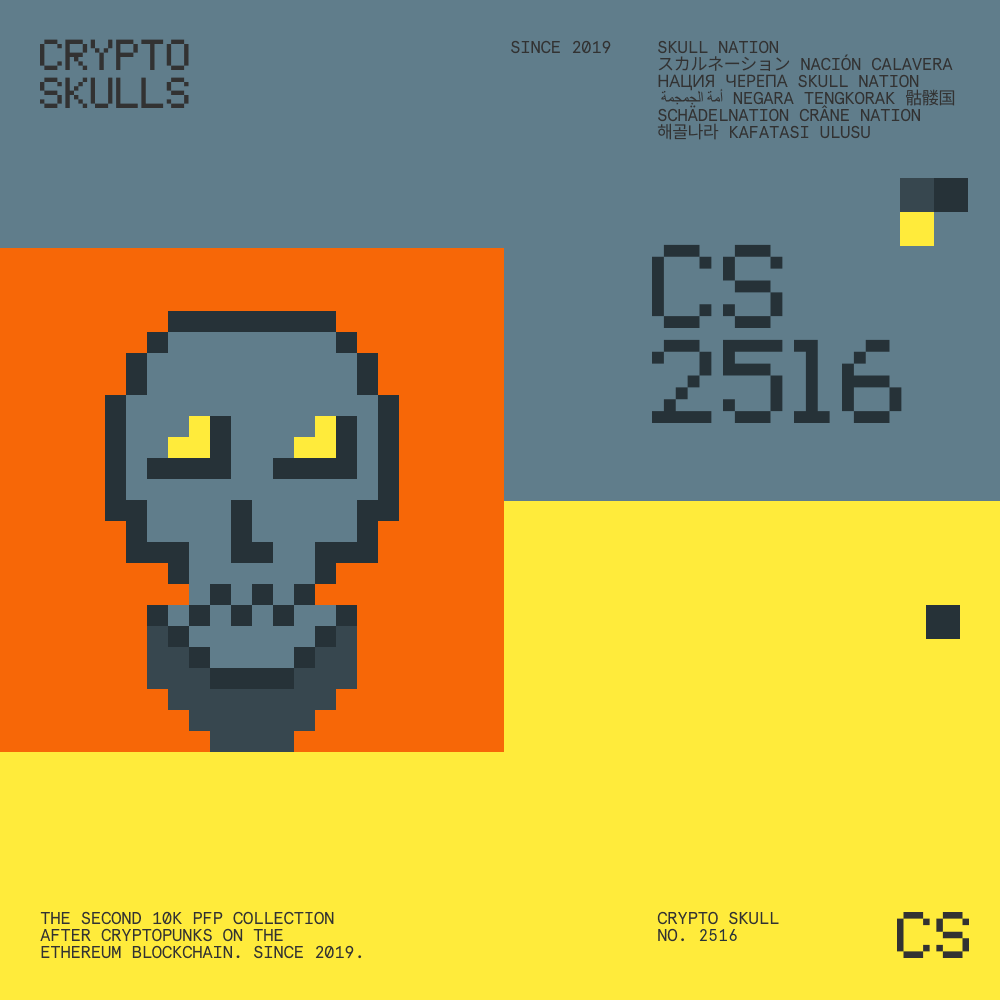 CRYPTO
SKULLS
SINCE 2019
SKULL NATION
スカルネーション NACIÓN CALAVERA
НАЦИЯ ЧЕРЕПА SKULL NATION
أمة الجمجمة NEGARA TENGKORAK 骷髅国
SCHÄDELNATION CRÂNE NATION
해골나라 KAFATASI ULUSU
CS
2516
THE SECOND 10K PFP COLLECTION
AFTER CRYPTOPUNKS ON THE
ETHEREUM BLOCKCHAIN. SINCE 2019.
CRYPTO SKULL
NO. 2516
CS